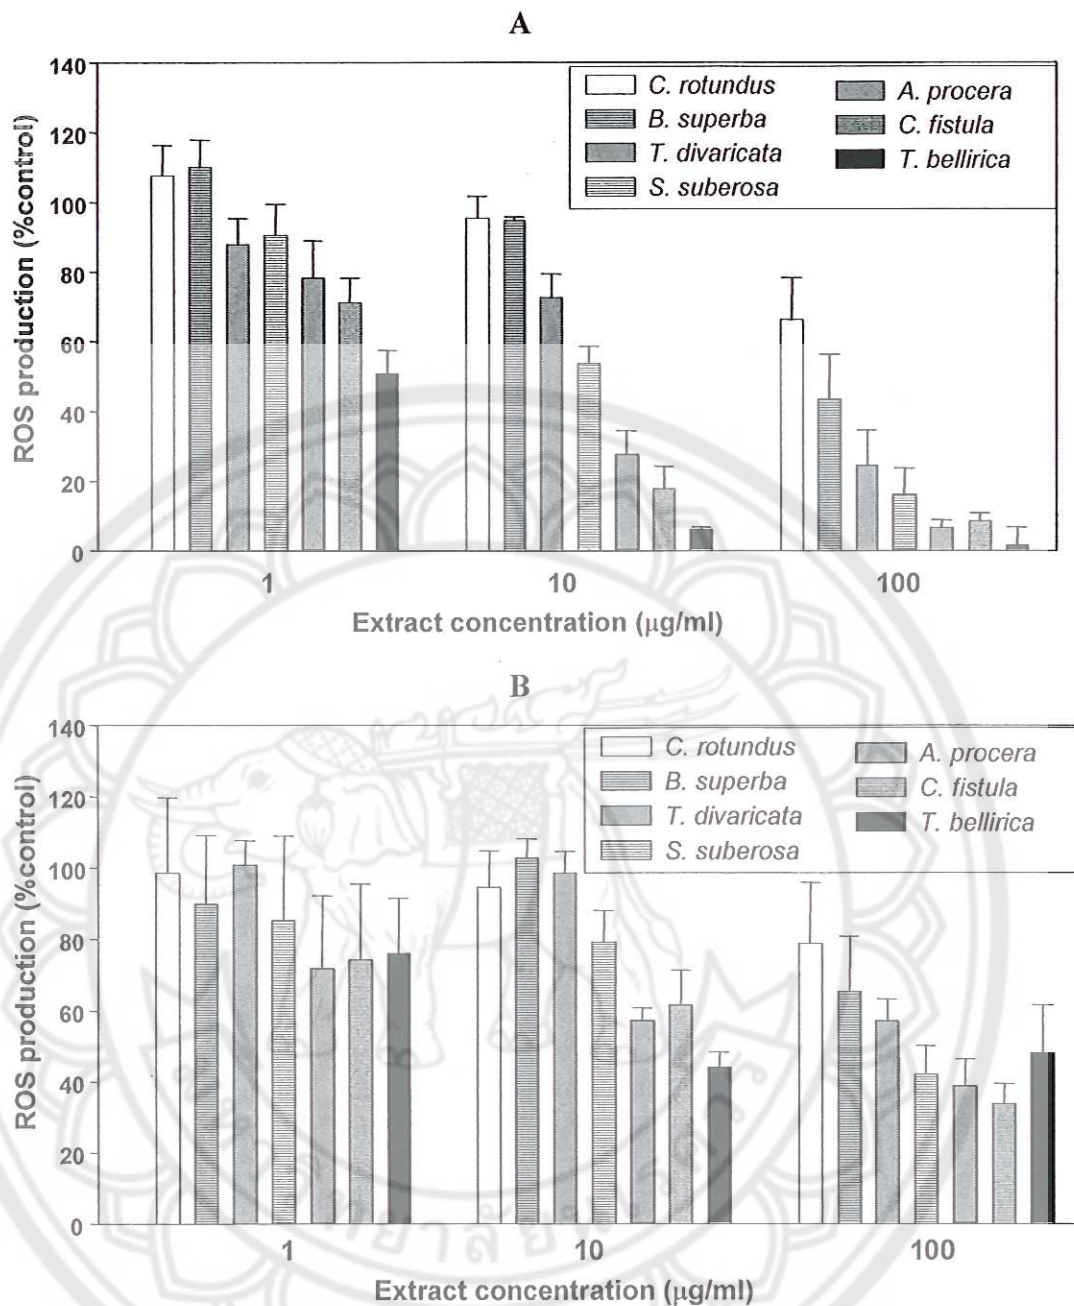 A
140
120
100
80
60
40
20
0
ROS production (%control)
C. rotundus
B. superba
T. divaricata
S. suberosa
A. procera
C. fistula
T. bellirica
1 10 100
Extract concentration (μg/ml)
B
140
120
100
80
60
40
20
0
ROS production (%control)
C. rotundus
B. superba
T. divaricata
S. suberosa
A. procera
C. fistula
T. bellirica
1 10 100
Extract concentration (μg/ml)